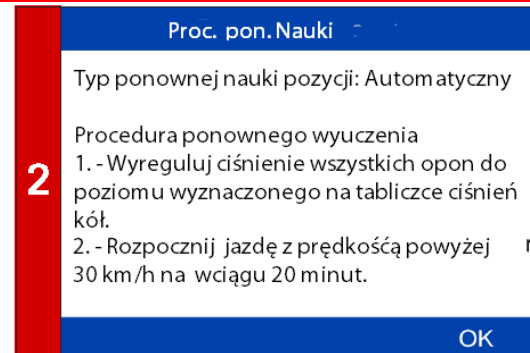 Proc. pon. Nauki
Typ ponownej nauki pozycji: Automatyczny
Procedura ponownego wyuczenia
1. - Wyreguluj ciśnienie wszystkich opon do
poziomu wyznaczonego na tabliczce ciśnień
kół.
2
2. - Rozpocznij jazdę z prędkośćą powyżej
30 km/h na wciągu 20 minut.
OK